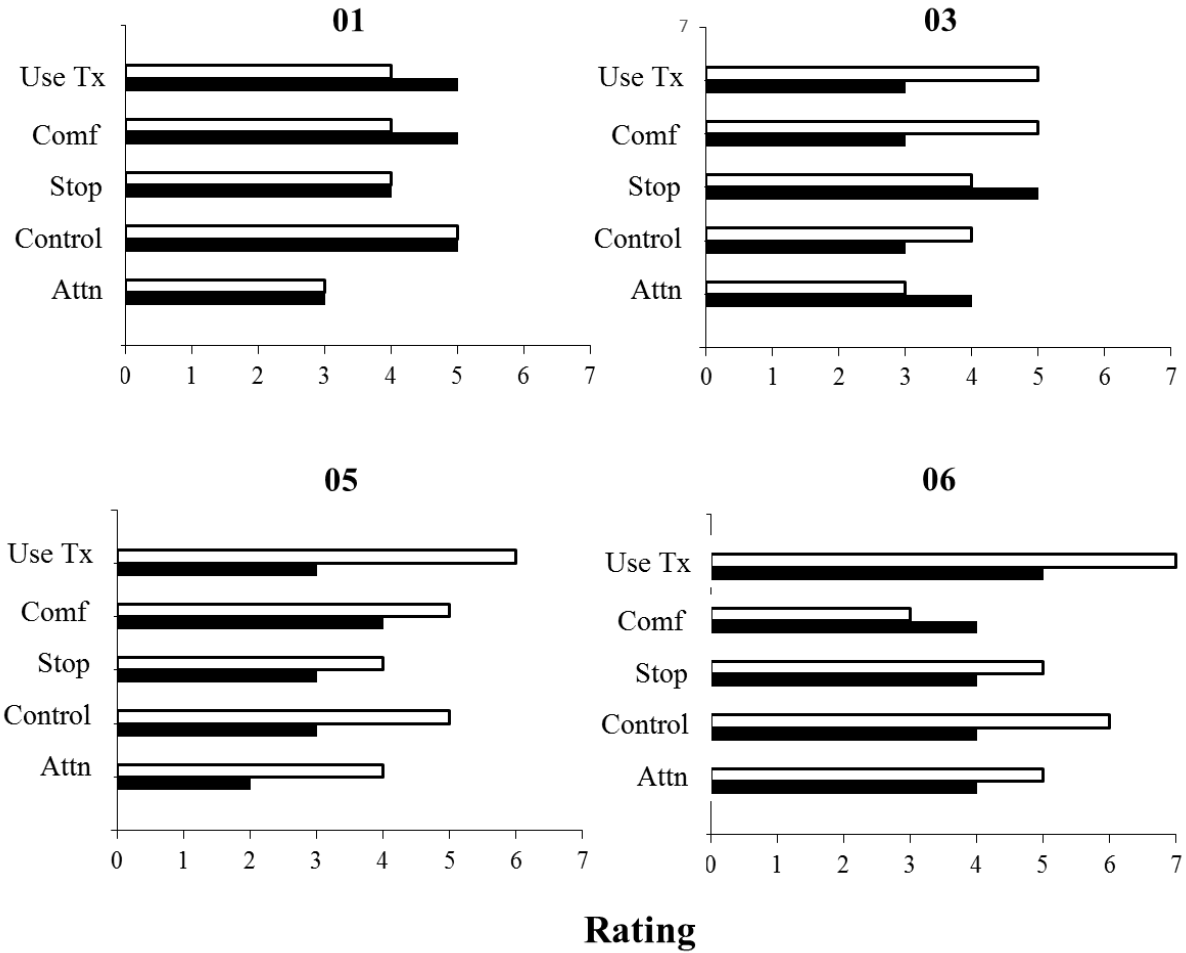 01
Use Tx
Comf
Stop
Control
Attn
0 1 2 3 4 5 6 7
03
7
Use Tx
Comf
Stop
Control
Attn
0 1 2 3 4 5 6 7
05
Use Tx
Comf
Stop
Control
Attn
0 1 2 3 4 5 6 7
06
Use Tx
Comf
Stop
Control
Attn
0 1 2 3 4 5 6 7
Rating